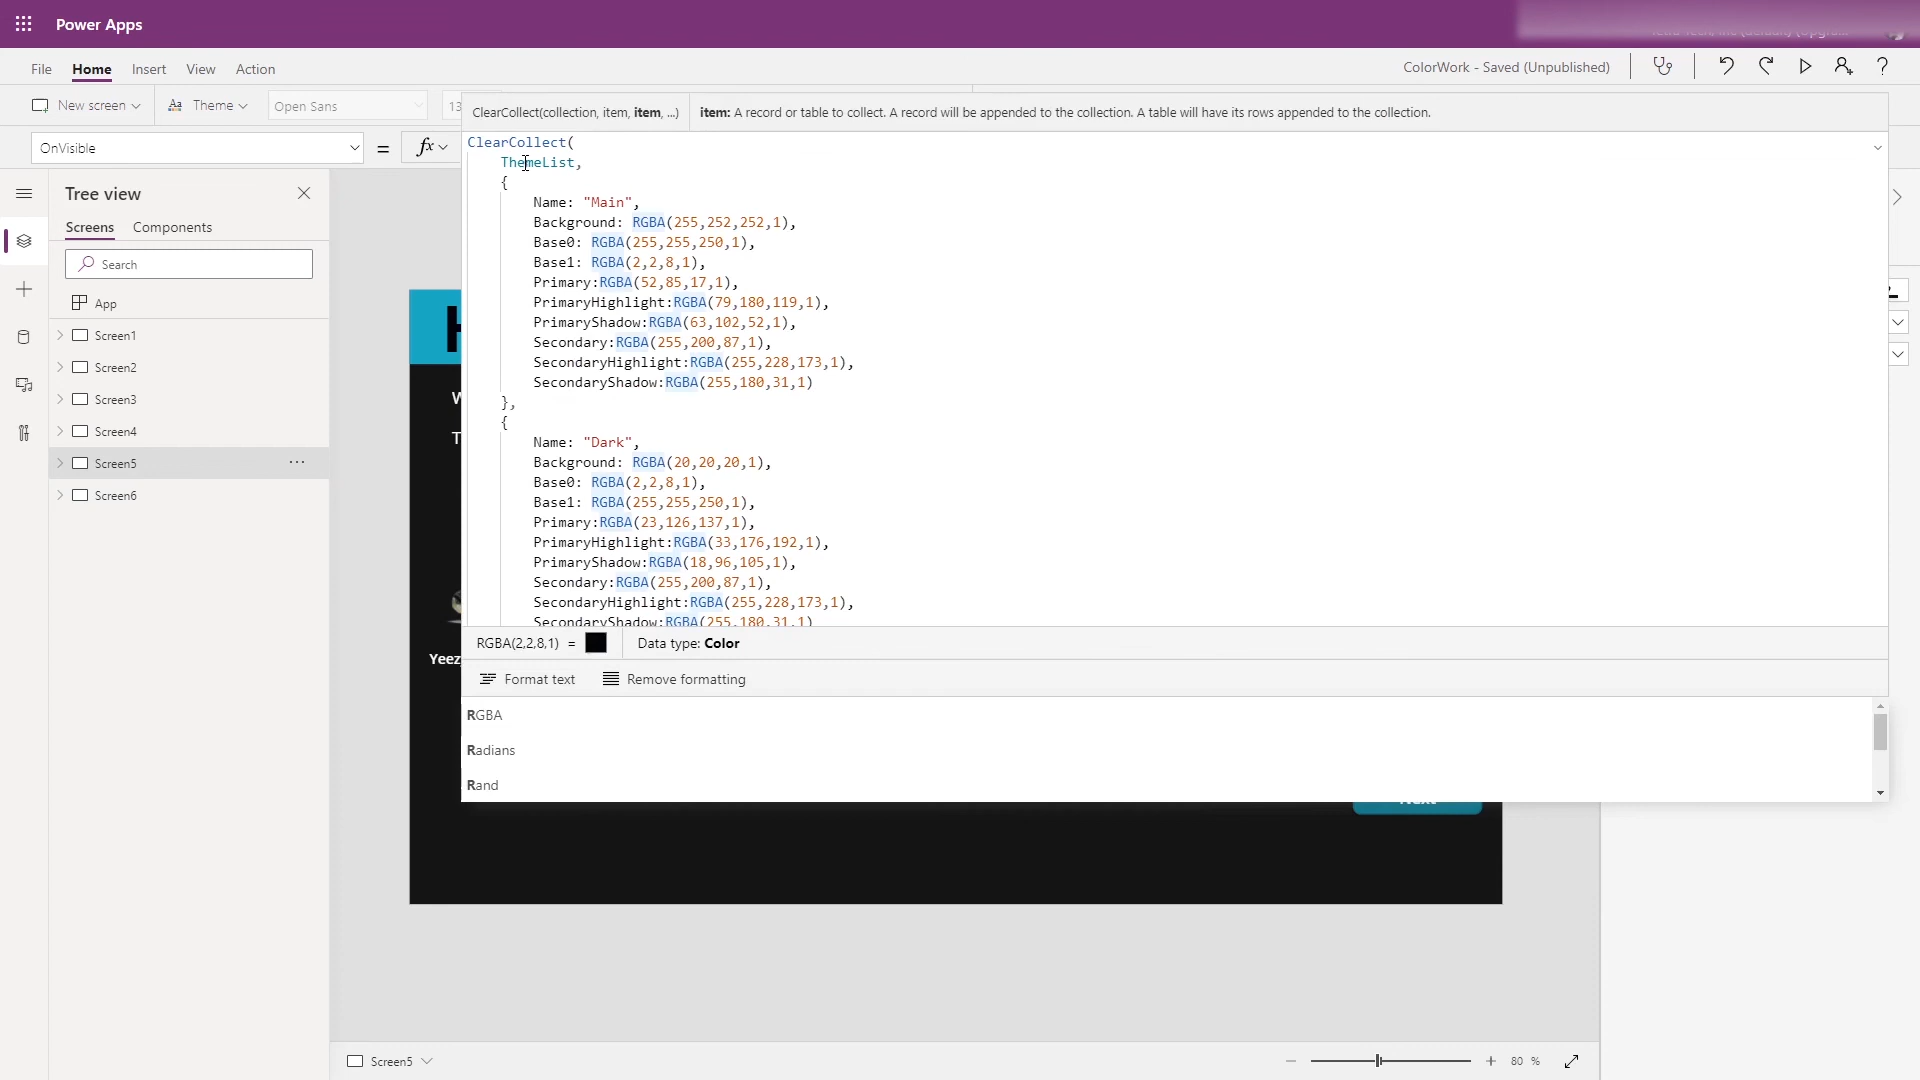 Power Apps
File Home Insert View Action
ColorWork - Saved (Unpublished)
New screen Theme Open Sans 13
ClearCollect(collection, item, item, ...) item: A record or table to collect. A record will be appended to the collection. A table will have its rows appended to the collection.
OnVisible = fx
ClearCollect(
ThemeList,
{
Name: "Main",
Background: RGBA(255,252,252,1),
Base0: RGBA(255,255,250,1),
Base1: RGBA(2,2,8,1),
Primary:RGBA(52,85,17,1),
PrimaryHighlight:RGBA(79,180,119,1),
PrimaryShadow:RGBA(63,102,52,1),
Secondary:RGBA(255,200,87,1),
SecondaryHighlight:RGBA(255,228,173,1),
SecondaryShadow:RGBA(255,180,31,1)
},
{
Name: "Dark",
Background: RGBA(20,20,20,1),
Base0: RGBA(2,2,8,1),
Base1: RGBA(255,255,250,1),
Primary:RGBA(23,126,137,1),
PrimaryHighlight:RGBA(33,176,192,1),
PrimaryShadow:RGBA(18,96,105,1),
Secondary:RGBA(255,200,87,1),
SecondaryHighlight:RGBA(255,228,173,1),
SecondaryShadow:RGBA(255,180,31,1)
RGBA(2,2,8,1) = Data type: Color
Format text Remove formatting
RGBA
Radians
Rand
Tree view
Screens Components
Search
App
Screen1
Screen2
Screen3
Screen4
Screen5 ...
Screen6
H
W
T
Yeez
Next
Screen5
80 %